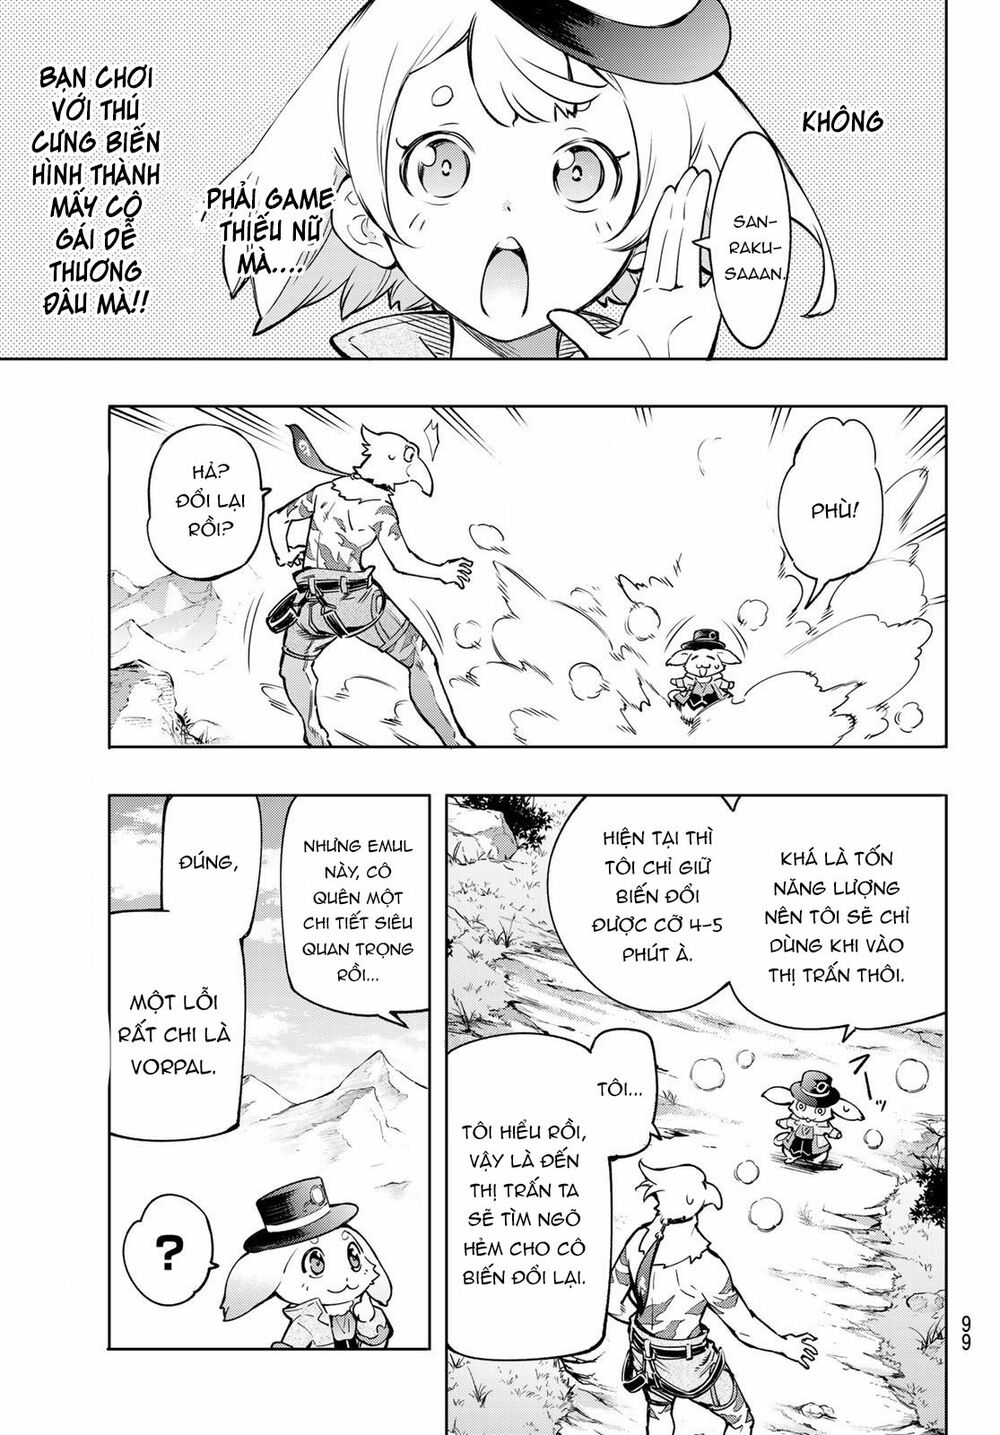 KHÔNG
SAN-
RAKU-
SAAAN.
PHẢI GAME
THIẾU NỮ
MÀ....
BẠN CHƠI
VỚI THÚ
CƯNG BIẾN
HÌNH THÀNH
MẤY CÔ
GÁI DỄ
THƯƠNG
ĐÂU MÀ!!
PHÙ!
HẢ?
ĐỔI LẠI
RỒI?
KHÁ LÀ TỐN
NĂNG LƯỢNG
NÊN TÔI SẼ CHỈ
DÙNG KHI VÀO
THỊ TRẤN THÔI.
HIỆN TẠI THÌ
TÔI CHỈ GIỮ
BIẾN ĐỔI
ĐƯỢC CỠ 4-5
PHÚT À.
TÔI...
TÔI HIỂU RỒI,
VẬY LÀ ĐẾN
THỊ TRẤN TA
SẼ TÌM NGÕ
HẺM CHO CÔ
BIẾN ĐỔI LẠI.
NHƯNG EMUL
NÀY, CÔ
QUÊN MỘT
CHI TIẾT SIÊU
QUAN TRỌNG
RỒI...
ĐÚNG,
MỘT LỖI
RẤT CHI LÀ
VORPAL.
?
99